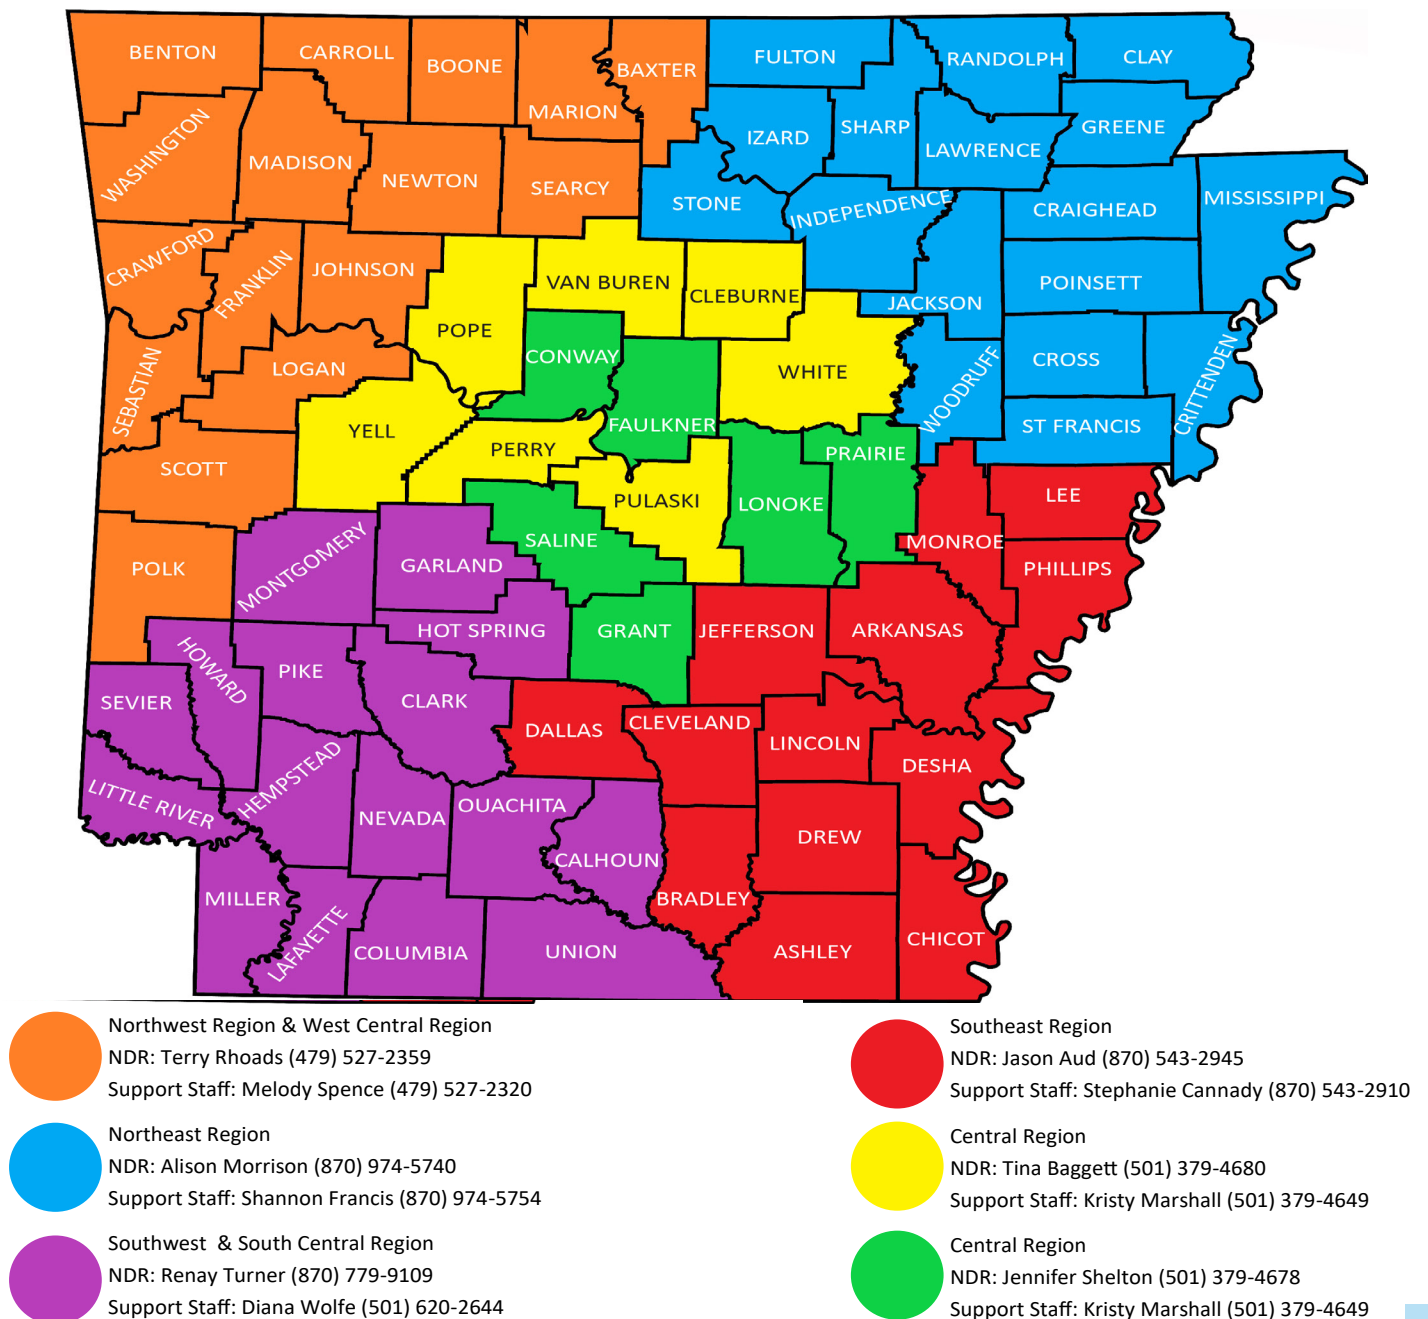 BENTON
CARROLL
BOONE
MARION
BAXTER
FULTON
RANDOLPH
CLAY
WASHINGTON
MADISON
NEWTON
SEARCY
IZARD
SHARP
LAWRENCE
GREENE
STONE
INDEPENDENCE
CRAIGHEAD
MISSISSIPPI
CRAWFORD
FRANKLIN
JOHNSON
POPE
VAN BUREN
CLEBURNE
JACKSON
POINSETT
SEBASTIAN
LOGAN
CONWAY
WHITE
WOODRUFF
CROSS
CRITTENDEN
SCOTT
YELL
PERRY
FAULKNER
PRAIRIE
ST FRANCIS
POLK
MONTGOMERY
GARLAND
SALINE
PULASKI
LONOKE
MONROE
LEE
PHILLIPS
HOWARD
PIKE
HOT SPRING
GRANT
JEFFERSON
ARKANSAS
SEVIER
CLARK
DALLAS
CLEVELAND
LINCOLN
DESHA
LITTLE RIVER
HEMPSTEAD
NEVADA
OUACHITA
CALHOUN
DREW
MILLER
LAFAYETTE
COLUMBIA
UNION
BRADLEY
ASHLEY
CHICOT
Northwest Region & West Central Region
NDR: Terry Rhoads (479) 527-2359
Support Staff: Melody Spence (479) 527-2320
Northeast Region
NDR: Alison Morrison (870) 974-5740
Support Staff: Shannon Francis (870) 974-5754
Southwest & South Central Region
NDR: Renay Turner (870) 779-9109
Support Staff: Diana Wolfe (501) 620-2644
Southeast Region
NDR: Jason Aud (870) 543-2945
Support Staff: Stephanie Cannady (870) 543-2910
Central Region
NDR: Tina Baggett (501) 379-4680
Support Staff: Kristy Marshall (501) 379-4649
Central Region
NDR: Jennifer Shelton (501) 379-4678
Support Staff: Kristy Marshall (501) 379-4649